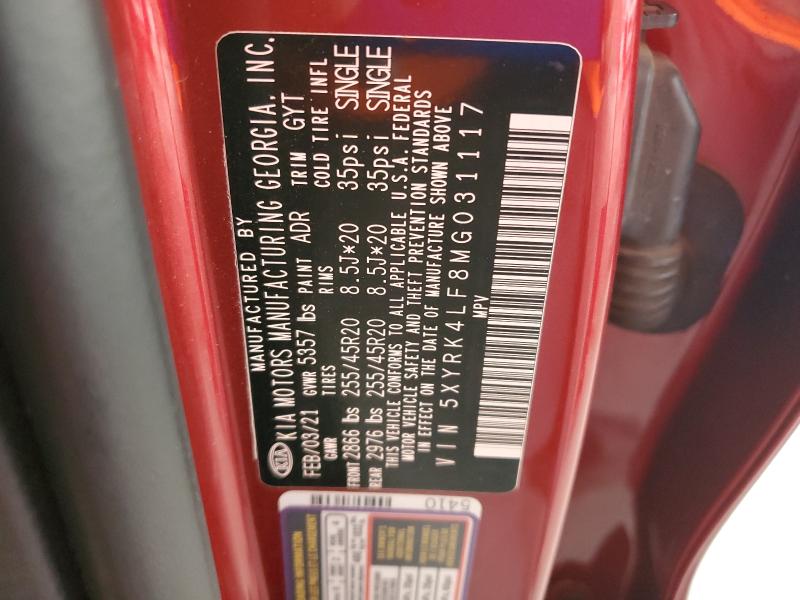 MANUFACTURED BY
KIA KIA MOTORS MANUFACTURING GEORGIA, INC.
FEB/03/21 GVWR 5357 lbs PAINT ADR TRIM GYT
GAWR TIRES RIMS COLD TIRE INFL
FRONT 2866 lbs 255/45R20 8.5J*20 35psi SINGLE
REAR 2976 lbs 255/45R20 8.5J*20 35psi SINGLE
THIS VEHICLE CONFORMS TO ALL APPLICABLE U.S.A. FEDERAL
MOTOR VEHICLE SAFETY AND THEFT PREVENTION STANDARDS
IN EFFECT ON THE DATE OF MANUFACTURE SHOWN ABOVE
VIN 5XYRK4LF8MG031117
MPV
5410
INFORMATION